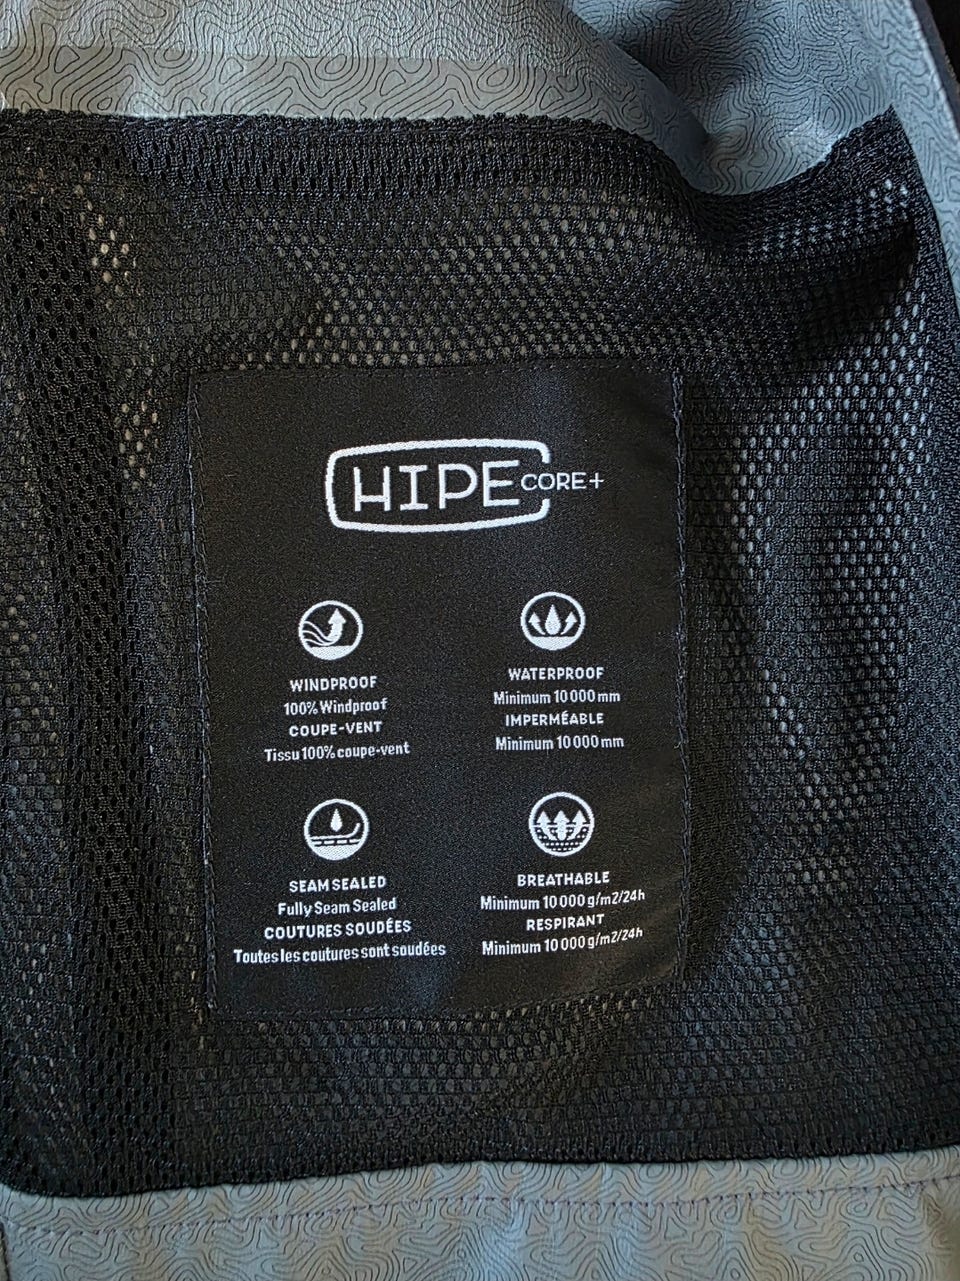 HIPE CORE+
WINDPROOF
100% Windproof
COUPE-VENT
Tissu 100% coupe-vent
WATERPROOF
Minimum 10 000 mm
IMPERMÉABLE
Minimum 10 000 mm
SEAM SEALED
Fully Seam Sealed
COUTURES SOUDÉES
Toutes les coutures sont soudées
BREATHABLE
Minimum 10 000 g/m2/24h
RESPIRANT
Minimum 10 000 g/m2/24h